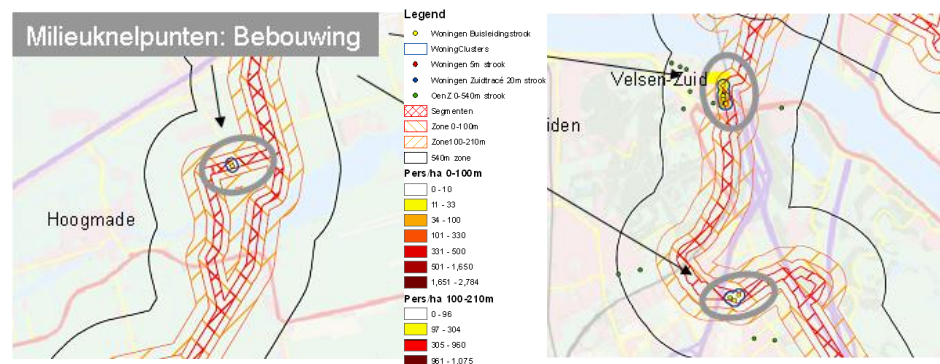 Milieuknelpunten: Bebouwing
Hoogmade
Legend
Woningen Buisleidingstrook
WoningClusters
Woningen 5m strook
Woningen Zuidtracé 20m strook
OenZ 0-540m strook
Segmenten
Zone 0-100m
Zone100-210m
540m zone
Pers/ha 0-100m
0 - 10
11 - 33
34 - 100
101 - 330
331 - 500
501 - 1,650
1,651 - 2,784
Pers/ha 100-210m
0 - 96
97 - 304
305 - 960
961 - 1,075
Velsen-Zuid
iden